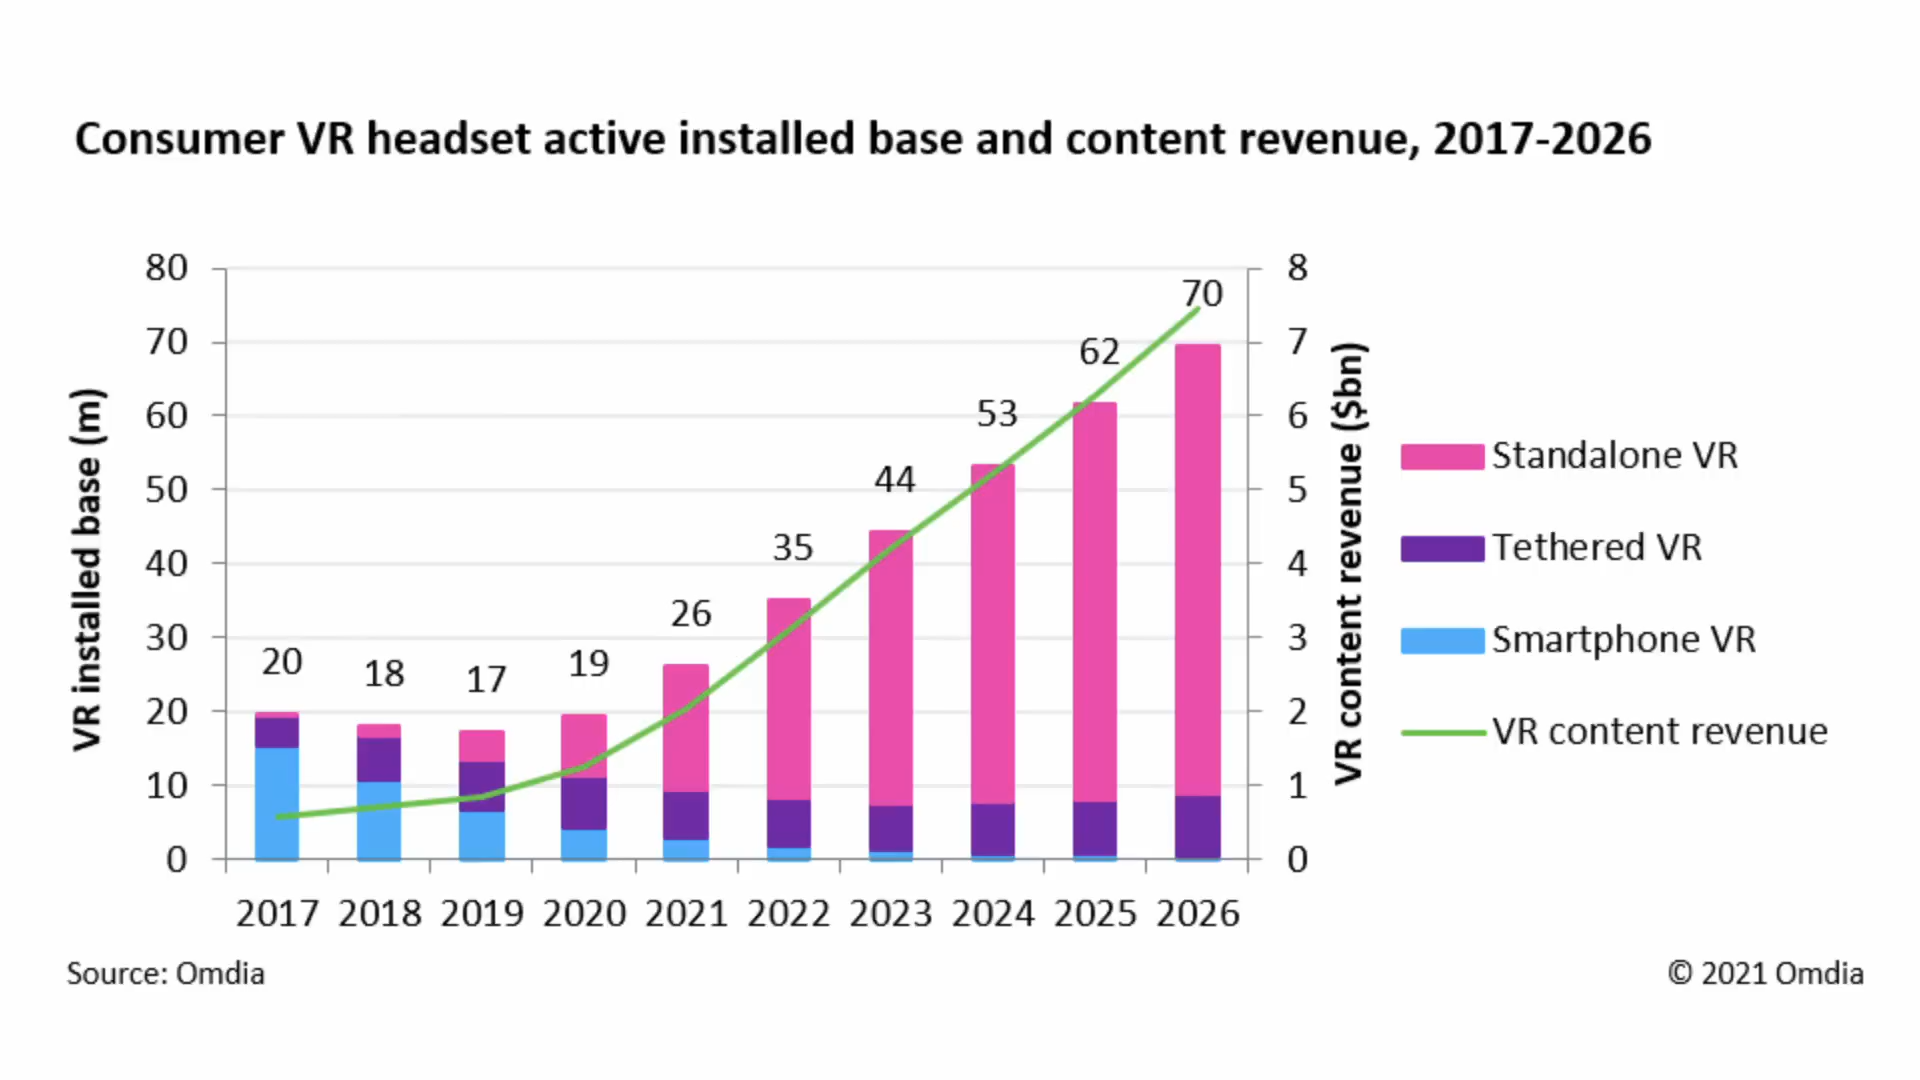 Consumer VR headset active installed base and content revenue, 2017-2026
VR installed base (m)
80
70
60
50
40
30
20
10
0
20
18
17
19
26
35
44
53
62
70
8
7
6
5
4
3
2
1
0
VR content revenue ($bn)
Standalone VR
Tethered VR
Smartphone VR
VR content revenue
2017 2018 2019 2020 2021 2022 2023 2024 2025 2026
Source: Omdia
© 2021 Omdia